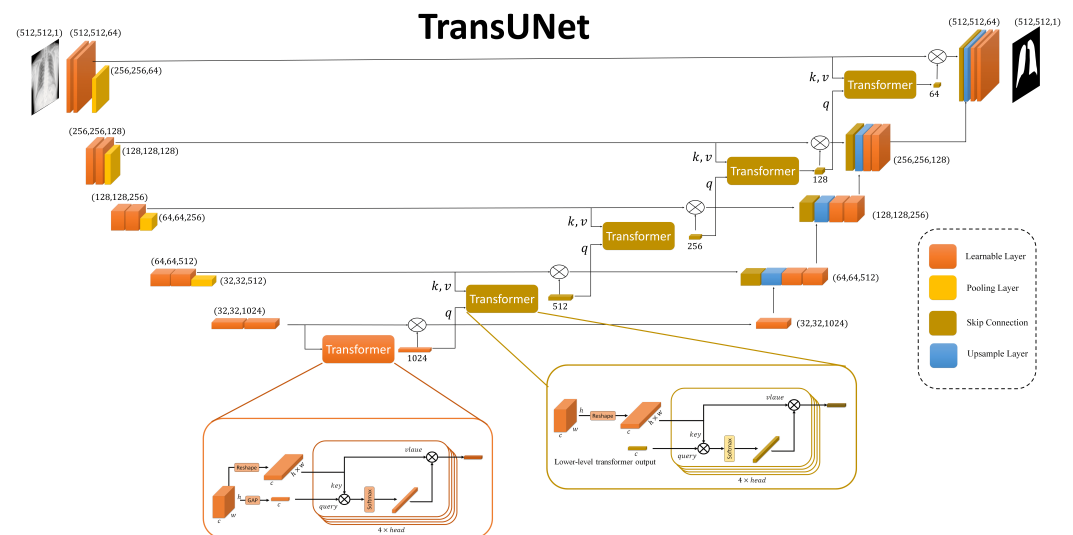 TransUNet
(512,512,1)
(512,512,64)
(512,512,64)
(512,512,1)
(256,256,64)
k, v
Transformer
64
q
(256,256,128)
(128,128,128)
k, v
Transformer
128
(256,256,128)
q
(128,128,256)
(64,64,256)
k, v
Transformer
256
(128,128,256)
q
(64,64,512)
(32,32,512)
k, v
Transformer
512
(64,64,512)
q
(32,32,1024)
(32,32,1024)
Transformer
1024
Learnable Layer
Pooling Layer
Skip Connection
Upsample Layer
vlaue
h
Reshape
w
c
c
h × w
key
c
query
Softmax
Lower-level transformer output
4 × head
vlaue
Reshape
c
h × w
key
h
GAP
w
c
c
query
Softmax
4 × head